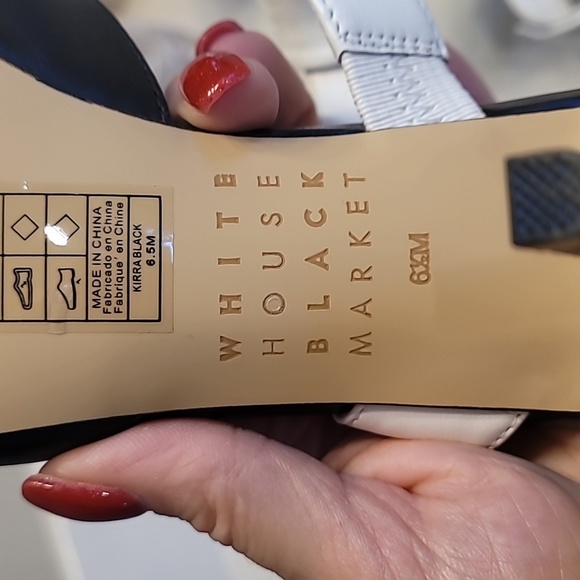 MADE IN CHINA
Fabricado en China
Fabrique' en Chine
KIRRA BLACK
6.5M
WHITE
HOUSE
BLACK
MARKET
6½M